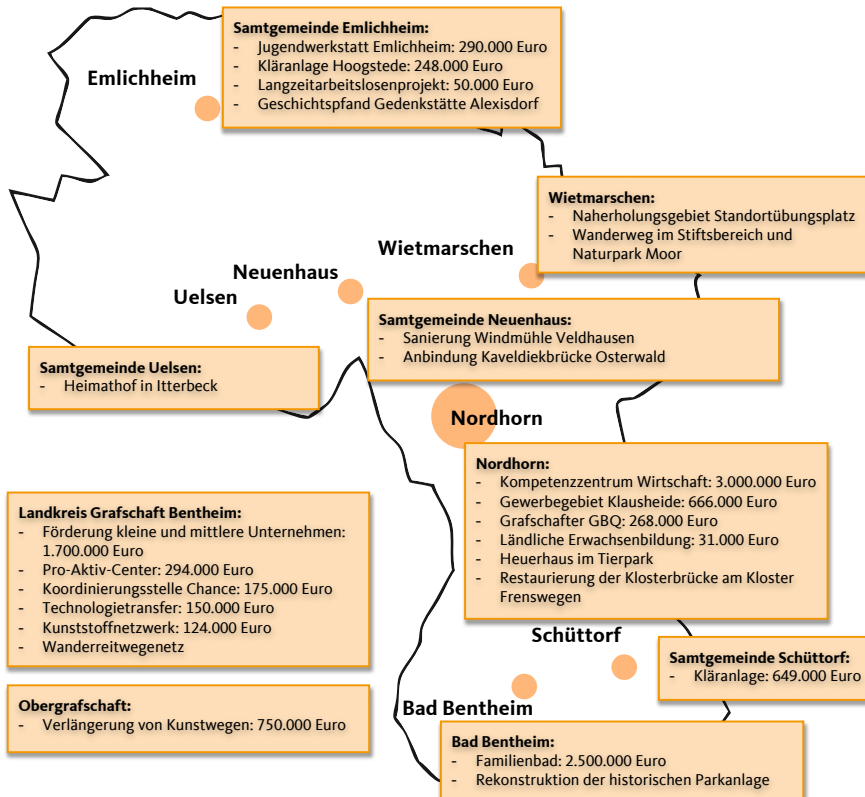 Samtgemeinde Emlichheim:
- Jugendwerkstatt Emlichheim: 290.000 Euro
- Kläranlage Hoogstede: 248.000 Euro
- Langzeitarbeitslosenprojekt: 50.000 Euro
- Geschichtspfand Gedenkstätte Alexisdorf
Emlichheim
Wietmarschen:
- Naherholungsgebiet Standortübungsplatz
- Wanderweg im Stiftsbereich und
Naturpark Moor
Wietmarschen
Neuenhaus
Uelsen
Samtgemeinde Neuenhaus:
- Sanierung Windmühle Veldhausen
- Anbindung Kaveldiekbrücke Osterwald
Samtgemeinde Uelsen:
- Heimathof in Itterbeck
Nordhorn
Nordhorn:
- Kompetenzzentrum Wirtschaft: 3.000.000 Euro
- Gewerbegebiet Klausheide: 666.000 Euro
- Grafschafter GBQ: 268.000 Euro
- Ländliche Erwachsenbildung: 31.000 Euro
- Heuerhaus im Tierpark
- Restaurierung der Klosterbrücke am Kloster
Frenswegen
Landkreis Grafschaft Bentheim:
- Förderung kleine und mittlere Unternehmen:
1.700.000 Euro
- Pro-Aktiv-Center: 294.000 Euro
- Koordinierungsstelle Chance: 175.000 Euro
- Technologietransfer: 150.000 Euro
- Kunststoffnetzwerk: 124.000 Euro
- Wanderreitwegenetz
Schüttorf
Samtgemeinde Schüttorf:
- Kläranlage: 649.000 Euro
Obergrafschaft:
- Verlängerung von Kunstwegen: 750.000 Euro
Bad Bentheim
Bad Bentheim:
- Familienbad: 2.500.000 Euro
- Rekonstruktion der historischen Parkanlage